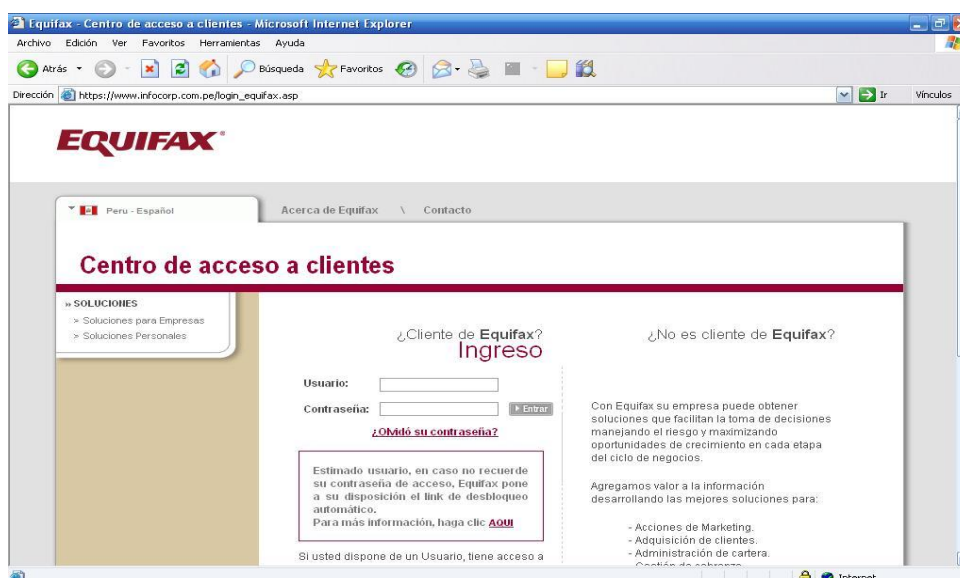 Equifax - Centro de acceso a clientes - Microsoft Internet Explorer
Archivo Edición Ver Favoritos Herramientas Ayuda
Atrás Búsqueda Favoritos
Dirección https://www.infocorp.com.pe/login_equifax.asp Ir Vínculos
EQUIFAX
Peru - Español Acerca de Equifax \ Contacto
Centro de acceso a clientes
» SOLUCIONES
> Soluciones para Empresas
> Soluciones Personales
¿Cliente de Equifax?
Ingreso
Usuario:
Contraseña: Entrar
¿Olvidó su contraseña?
Estimado usuario, en caso no recuerde
su contraseña de acceso, Equifax pone
a su disposición el link de desbloqueo
automático.
Para más información, haga clic AQUI
Si usted dispone de un Usuario, tiene acceso a
¿No es cliente de Equifax?
Con Equifax su empresa puede obtener
soluciones que facilitan la toma de decisiones
manejando el riesgo y maximizando
oportunidades de crecimiento en cada etapa
del ciclo de negocios.
Agregamos valor a la información
desarrollando las mejores soluciones para:
- Acciones de Marketing.
- Adquisición de clientes.
- Administración de cartera.
- Gestión de cobranza.
Internet